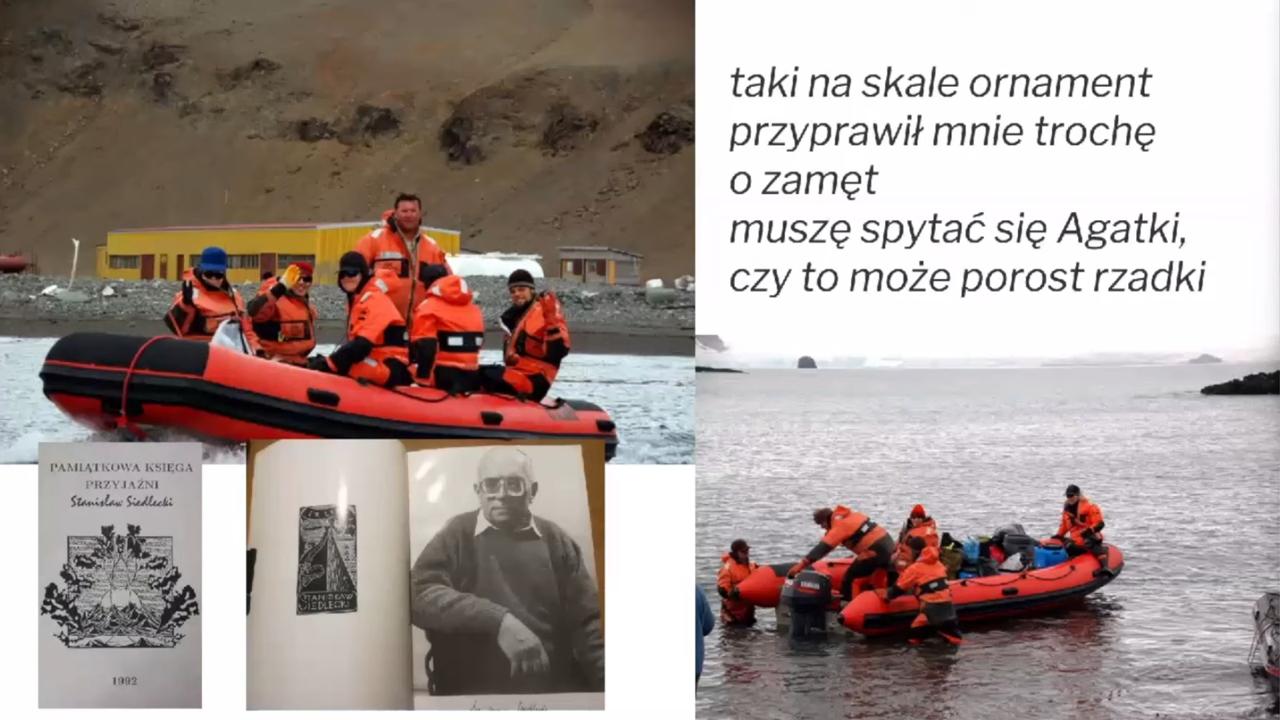 taki na skale ornament
przyprawił mnie trochę
o zamęt
muszę spytać się Agatki,
czy to może porost rzadki
PAMIĄTKOWA KSIĘGA
PRZYJAŹNI
Stanisław Siedlecki
1992
STANISŁAW
SIEDLECKI
YAMAHA